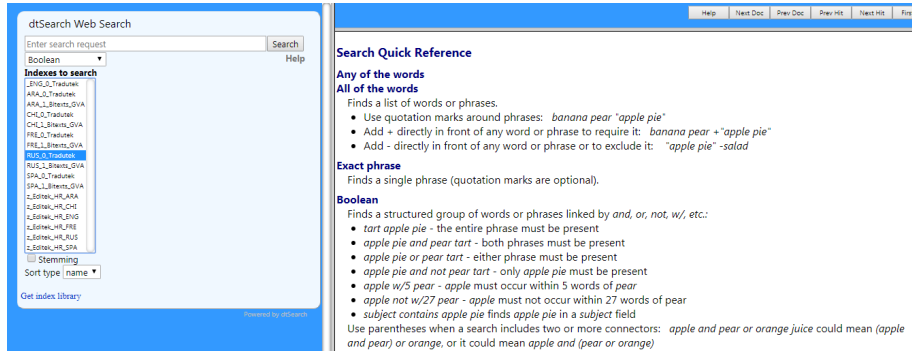 dtSearch Web Search
Enter search request
Search
Boolean
Help
Indexes to search
_ENG_0_Tradutek
ARA_0_Tradutek
ARA_1_Bitexts_GVA
CHI_0_Tradutek
CHI_1_Bitexts_GVA
FRE_0_Tradutek
FRE_1_Bitexts_GVA
RUS_0_Tradutek
RUS_1_Bitexts_GVA
SPA_0_Tradutek
SPA_1_Bitexts_GVA
z_Editek_HR_ARA
z_Editek_HR_CHI
z_Editek_HR_ENG
z_Editek_HR_FRE
z_Editek_HR_RUS
z_Editek_HR_SPA
Stemming
Sort type name
Get index library
Powered by dtSearch
Help Next Doc Prev Doc Prev Hit Next Hit Firs
Search Quick Reference
Any of the words
All of the words
Finds a list of words or phrases.
• Use quotation marks around phrases: banana pear "apple pie"
• Add + directly in front of any word or phrase to require it: banana pear +"apple pie"
• Add - directly in front of any word or phrase or to exclude it: "apple pie" -salad
Exact phrase
Finds a single phrase (quotation marks are optional).
Boolean
Finds a structured group of words or phrases linked by and, or, not, w/, etc.:
• tart apple pie - the entire phrase must be present
• apple pie and pear tart - both phrases must be present
• apple pie or pear tart - either phrase must be present
• apple pie and not pear tart - only apple pie must be present
• apple w/5 pear - apple must occur within 5 words of pear
• apple not w/27 pear - apple must not occur within 27 words of pear
• subject contains apple pie finds apple pie in a subject field
Use parentheses when a search includes two or more connectors: apple and pear or orange juice could mean (apple
and pear) or orange, or it could mean apple and (pear or orange)